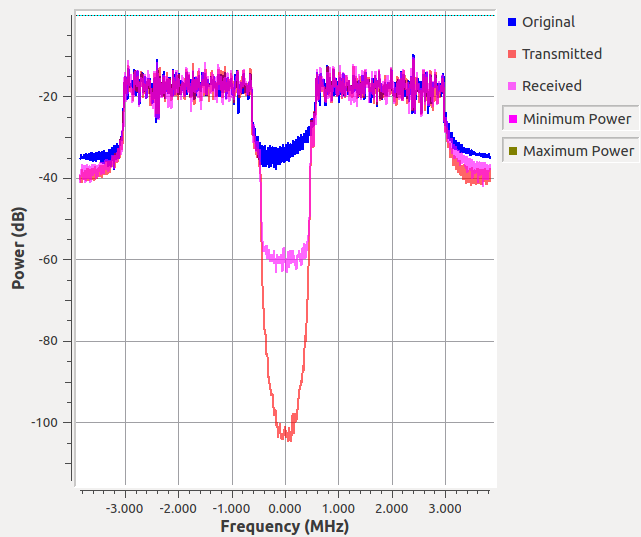 Original
Transmitted
Received
Minimum Power
Maximum Power
Power (dB)
-20
-40
-60
-80
-100
-3.000 -2.000 -1.000 0.000 1.000 2.000 3.000
Frequency (MHz)